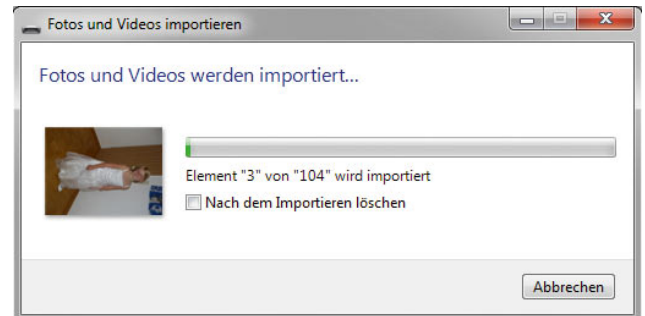 Fotos und Videos importieren
Fotos und Videos werden importiert...
Element "3" von "104" wird importiert
Nach dem Importieren löschen
Abbrechen